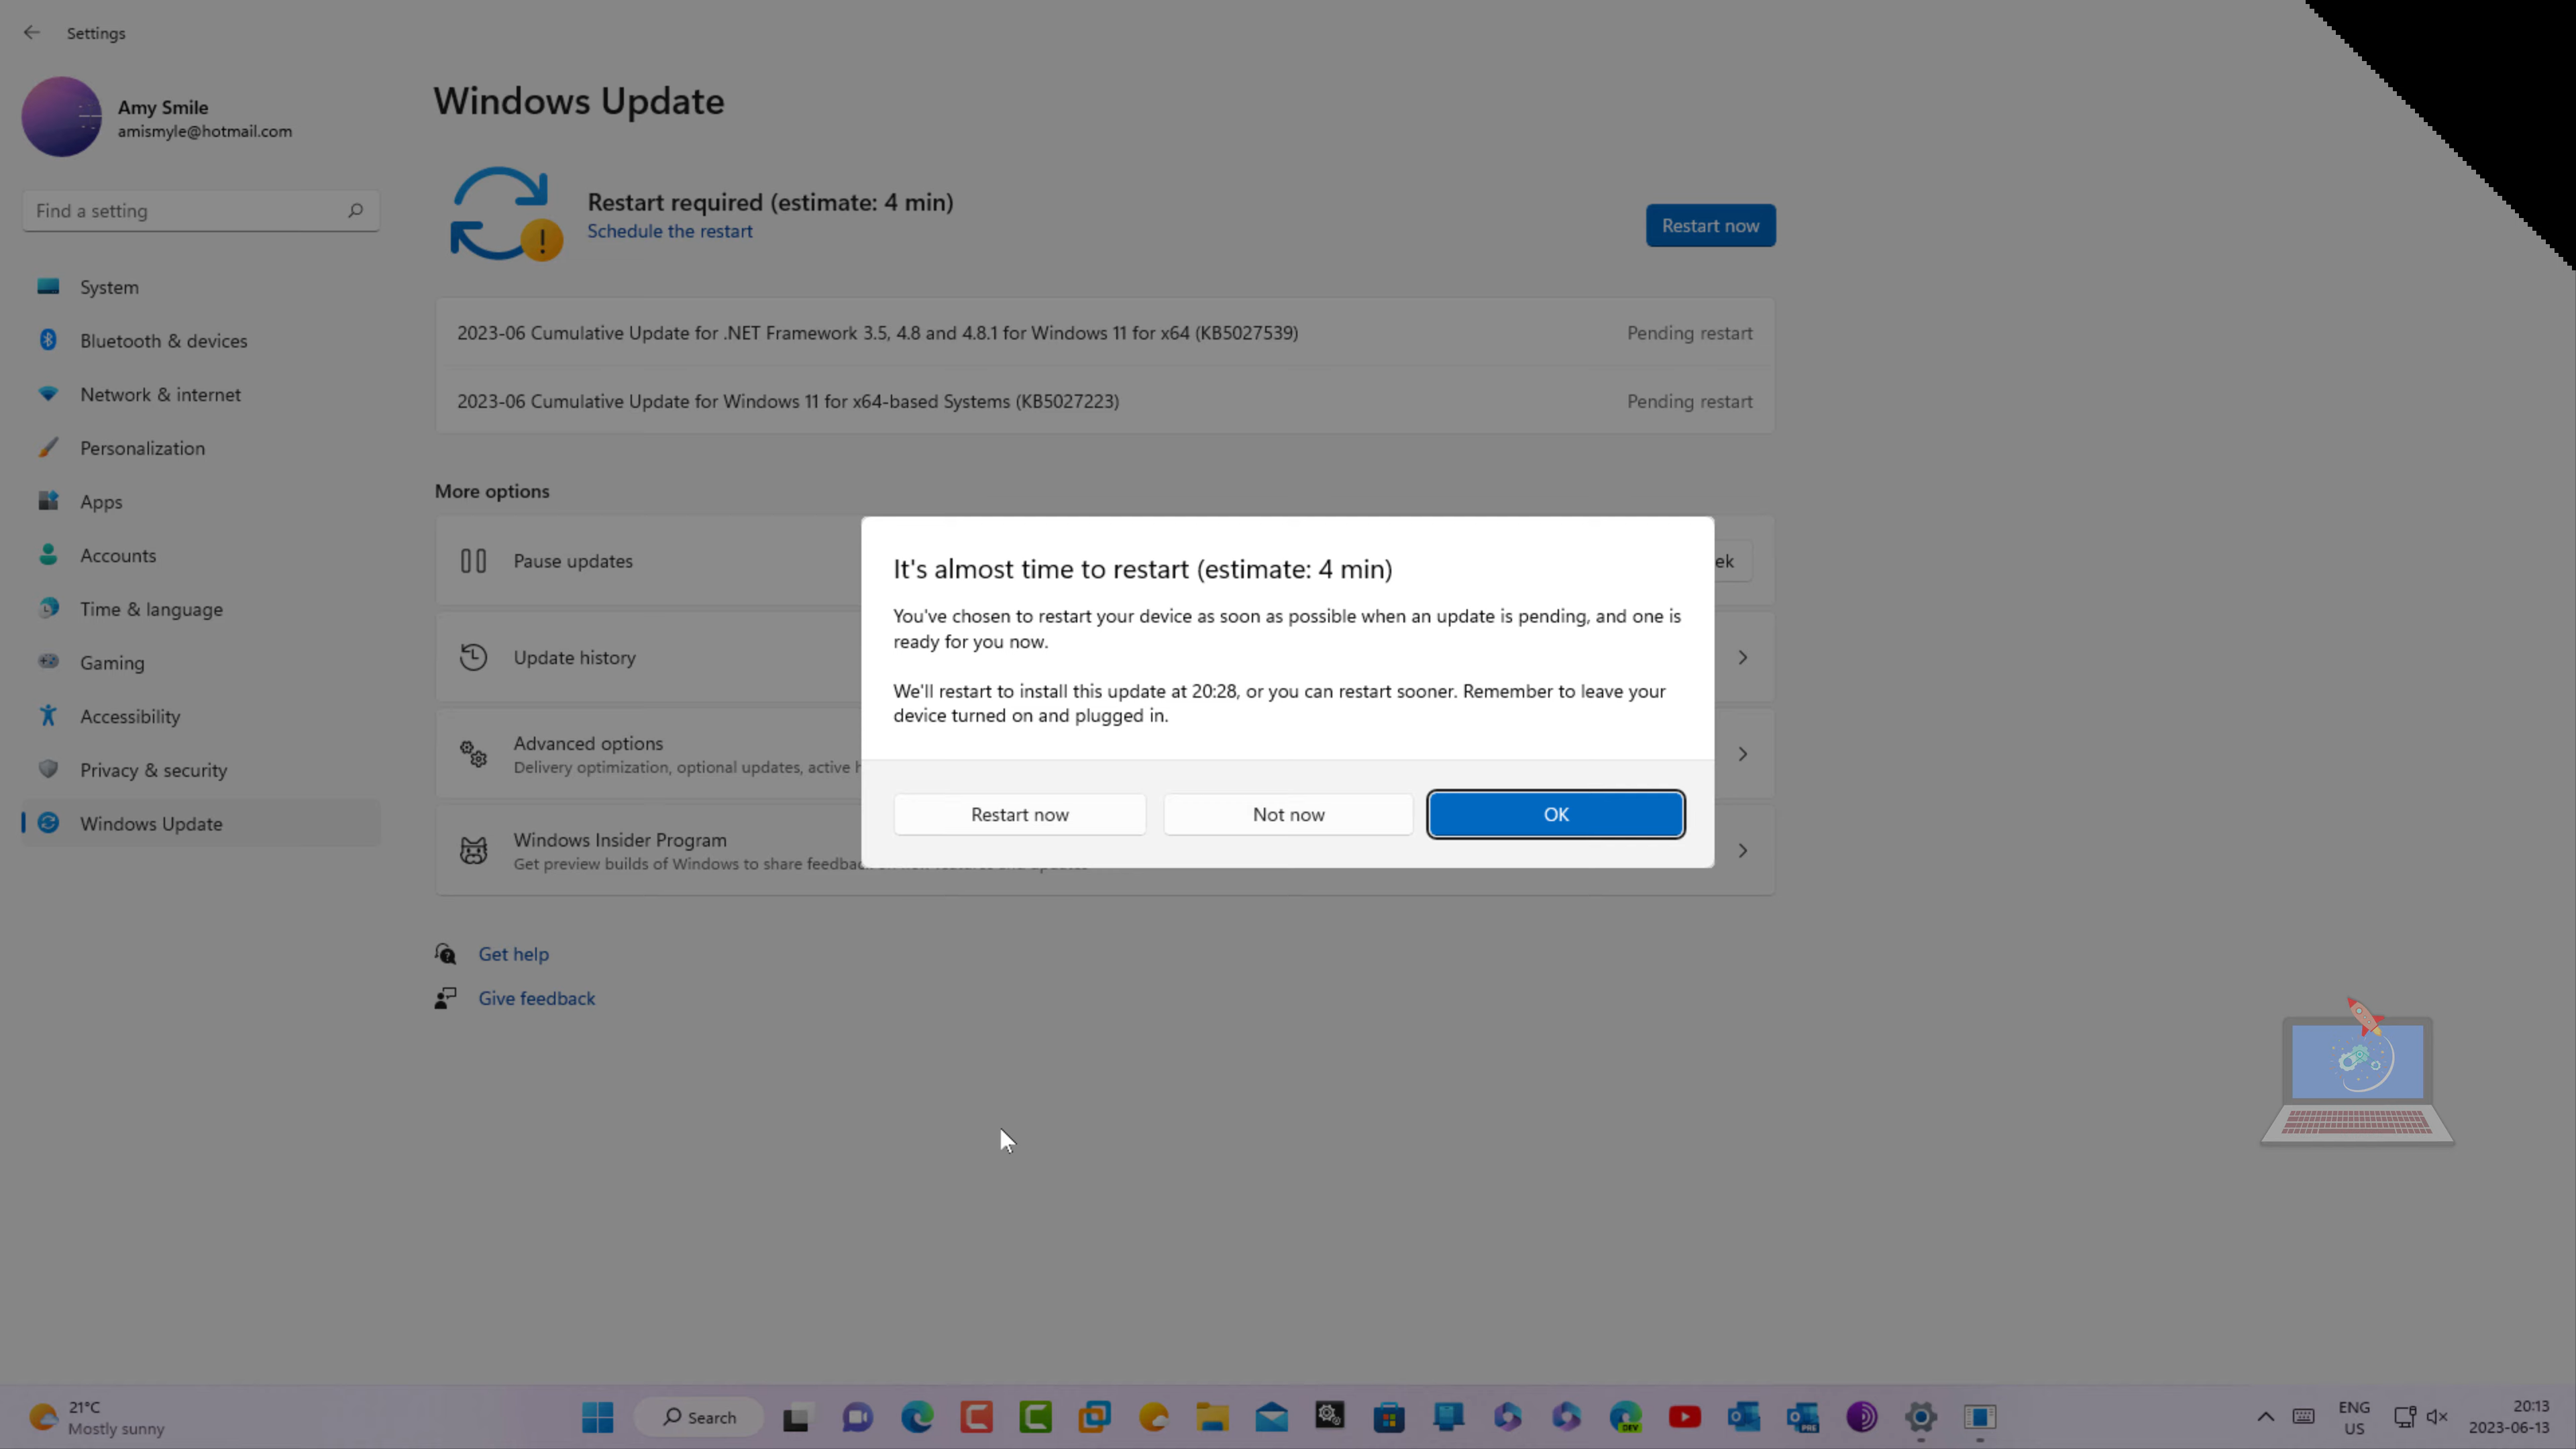 Settings
Amy Smile
amismyle@hotmail.com
Find a setting
System
Bluetooth & devices
Network & internet
Personalization
Apps
Accounts
Time & language
Gaming
Accessibility
Privacy & security
Windows Update
Windows Update
Restart required (estimate: 4 min)
Schedule the restart
Restart now
2023-06 Cumulative Update for .NET Framework 3.5, 4.8 and 4.8.1 for Windows 11 for x64 (KB5027539)
Pending restart
2023-06 Cumulative Update for Windows 11 for x64-based Systems (KB5027223)
Pending restart
More options
Pause updates
ek
Update history
Advanced options
Delivery optimization, optional updates, active h
Windows Insider Program
Get preview builds of Windows to share feedbac
It's almost time to restart (estimate: 4 min)
You've chosen to restart your device as soon as possible when an update is pending, and one is
ready for you now.
We'll restart to install this update at 20:28, or you can restart sooner. Remember to leave your
device turned on and plugged in.
Restart now
Not now
OK
Get help
Give feedback
21°C
Mostly sunny
Search
DEV
PRE
ENG
US
20:13
2023-06-13